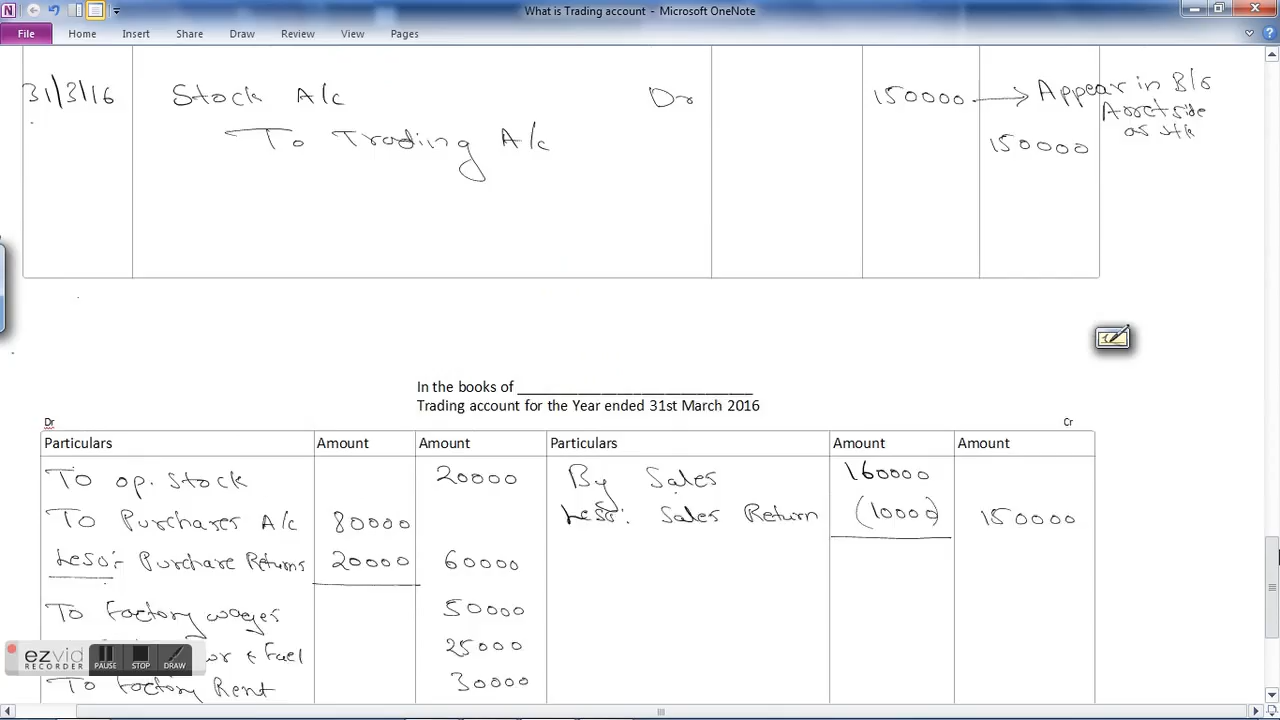 What is Trading account - Microsoft OneNote
File Home Insert Share Draw Review View Pages
31/3/16 Stock A/c Dr 150000 Appear in B/s
Asset side
To Trading A/c 150000
as
In the books of
Trading account for the Year ended 31st March 2016
Dr Cr
Particulars Amount Amount Particulars Amount Amount
To op. Stock 20000 By Sales 160000
To Purchases A/c 80000 Less: Sales Return (10000) 150000
Less:- Purchase Returns 20000 60000
To Factory wages 50000
& Fuel 25000
To Factory Rent 30000
ezvid
RECORDER
PAUSE STOP DRAW